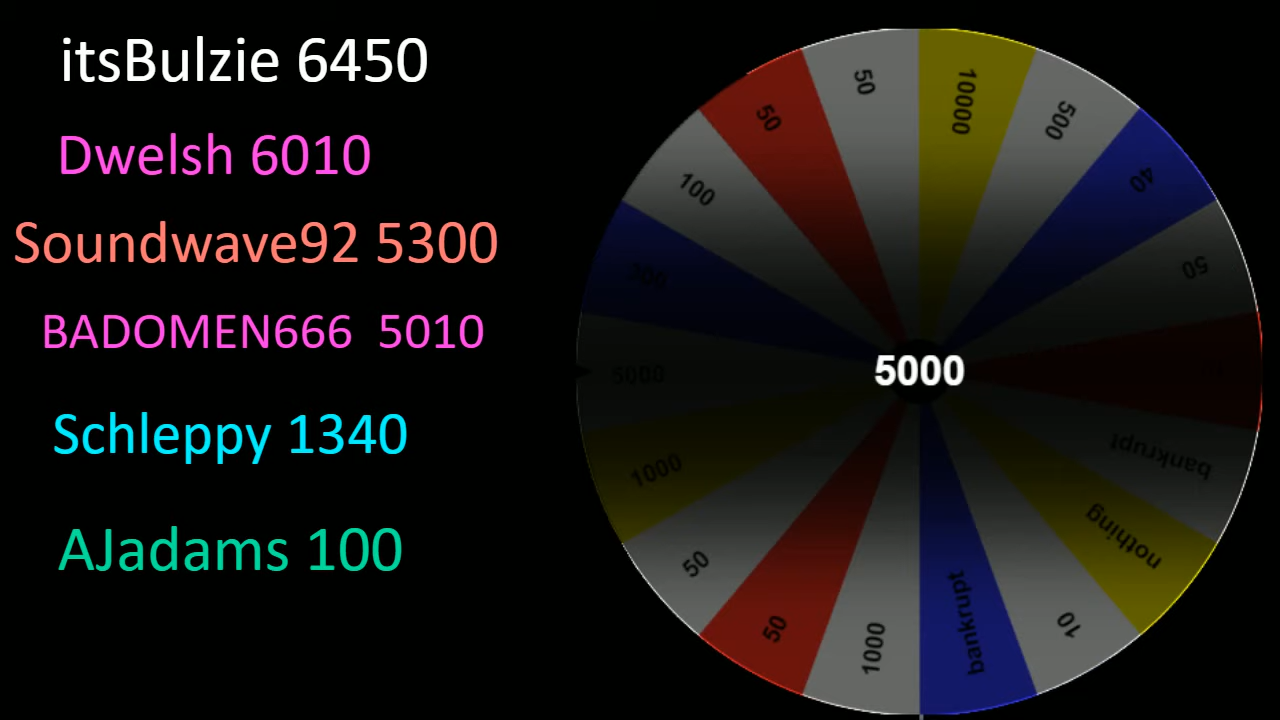 itsBulzie 6450
Dwelsh 6010
Soundwave92 5300
BADOMEN666 5010
Schleppy 1340
AJadams 100
5000
10000
500
40
50
bankrupt
nothing
10
bankrupt
1000
50
50
1000
5000
100
50
50